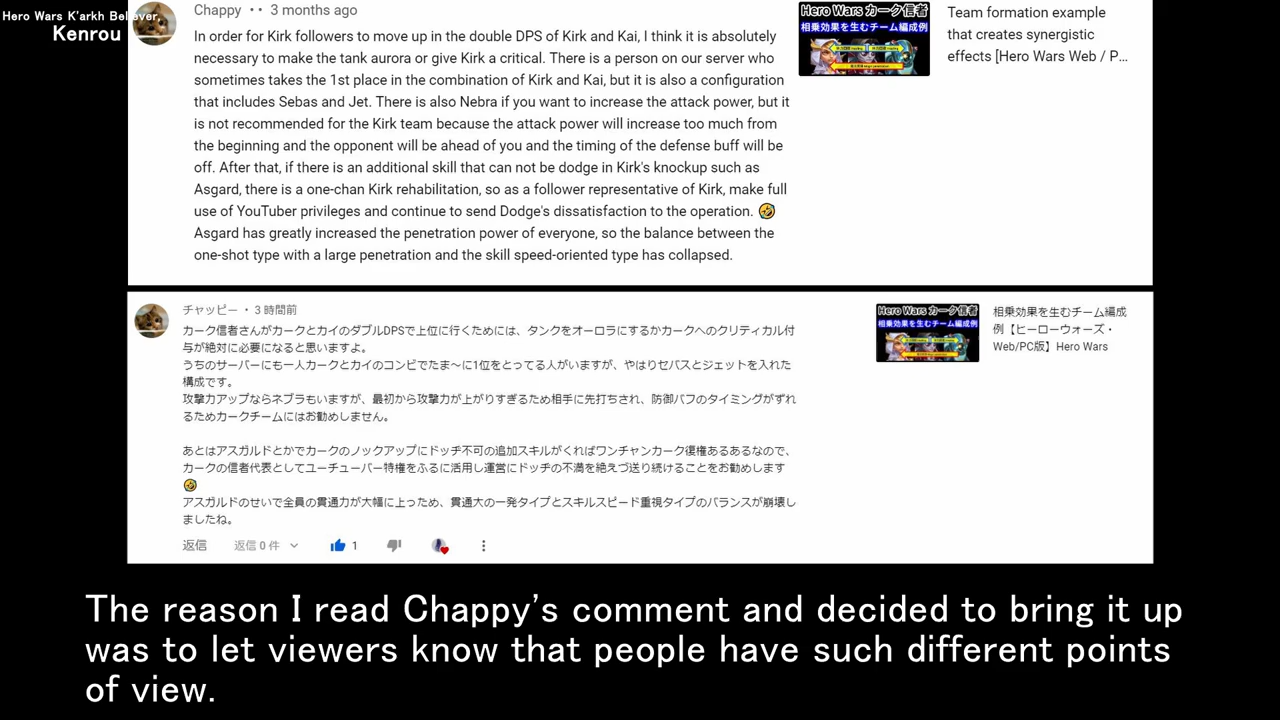 Hero Wars K'arkh Believer,
Kenrou
Chappy •• 3 months ago
In order for Kirk followers to move up in the double DPS of Kirk and Kai, I think it is absolutely
necessary to make the tank aurora or give Kirk a critical. There is a person on our server who
sometimes takes the 1st place in the combination of Kirk and Kai, but it is also a configuration
that includes Sebas and Jet. There is also Nebra if you want to increase the attack power, but it
is not recommended for the Kirk team because the attack power will increase too much from
the beginning and the opponent will be ahead of you and the timing of the defense buff will be
off. After that, if there is an additional skill that can not be dodge in Kirk's knockup such as
Asgard, there is a one-chan Kirk rehabilitation, so as a follower representative of Kirk, make full
use of YouTuber privileges and continue to send Dodge's dissatisfaction to the operation. 🤣
Asgard has greatly increased the penetration power of everyone, so the balance between the
one-shot type with a large penetration and the skill speed-oriented type has collapsed.
Hero Wars カーク信者
相乗効果を生むチーム編成例
Team formation example
that creates synergistic
effects [Hero Wars Web / P...
チャッピー • 3 時間前
カーク信者さんがカークとカイのダブルDPSで上位に行くためには、タンクをオーロラにするかカークへのクリティカル付
与が絶対に必要になると思いますよ。
うちのサーバーにも一人カークとカイのコンビでたま〜に1位をとってる人がいますが、やはりセバスとジェットを入れた
構成です。
攻撃力アップならネブラもいますが、最初から攻撃力が上がりすぎるため相手に先打ちされ、防御バフのタイミングがずれ
るためカークチームにはお勧めしません。
あとはアスガルドとかでカークのノックアップにドッヂ不可の追加スキルがくればワンチャンカーク復権あるあるなので、
カークの信者代表としてユーチューバー特権をふるに活用し運営にドッヂの不満を絶えづ送り続けることをお勧めします
🤣
アスガルドのせいで全員の貫通力が大幅に上っため、貫通大の一発タイプとスキルスピード重視タイプのバランスが崩壊し
ましたね。
返信 返信 0 件 1
Hero Wars カーク信者
相乗効果を生むチーム編成例
相乗効果を生むチーム編成
例【ヒーローウォーズ・
Web/PC版】Hero Wars
The reason I read Chappy's comment and decided to bring it up
was to let viewers know that people have such different points
of view.